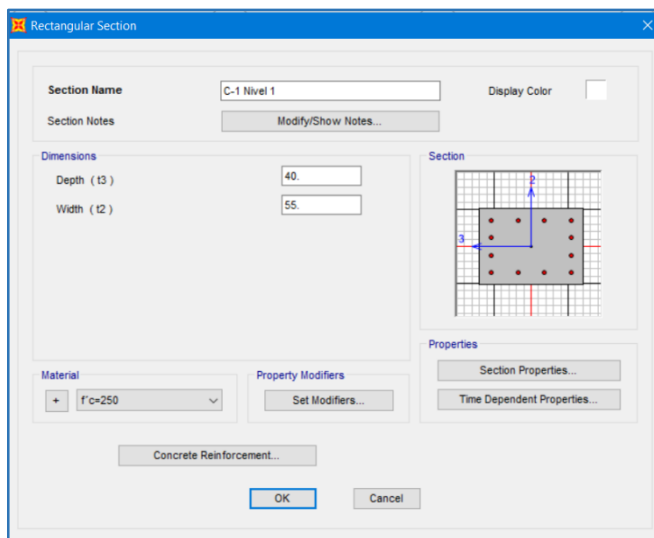 Rectangular Section
Section Name
C-1 Nivel 1
Display Color
Section Notes
Modify/Show Notes...
Dimensions
Depth ( t3 )
40.
Width ( t2 )
55.
Section
2
3
Properties
Section Properties...
Time Dependent Properties...
Material
+
f´c=250
Property Modifiers
Set Modifiers...
Concrete Reinforcement...
OK
Cancel